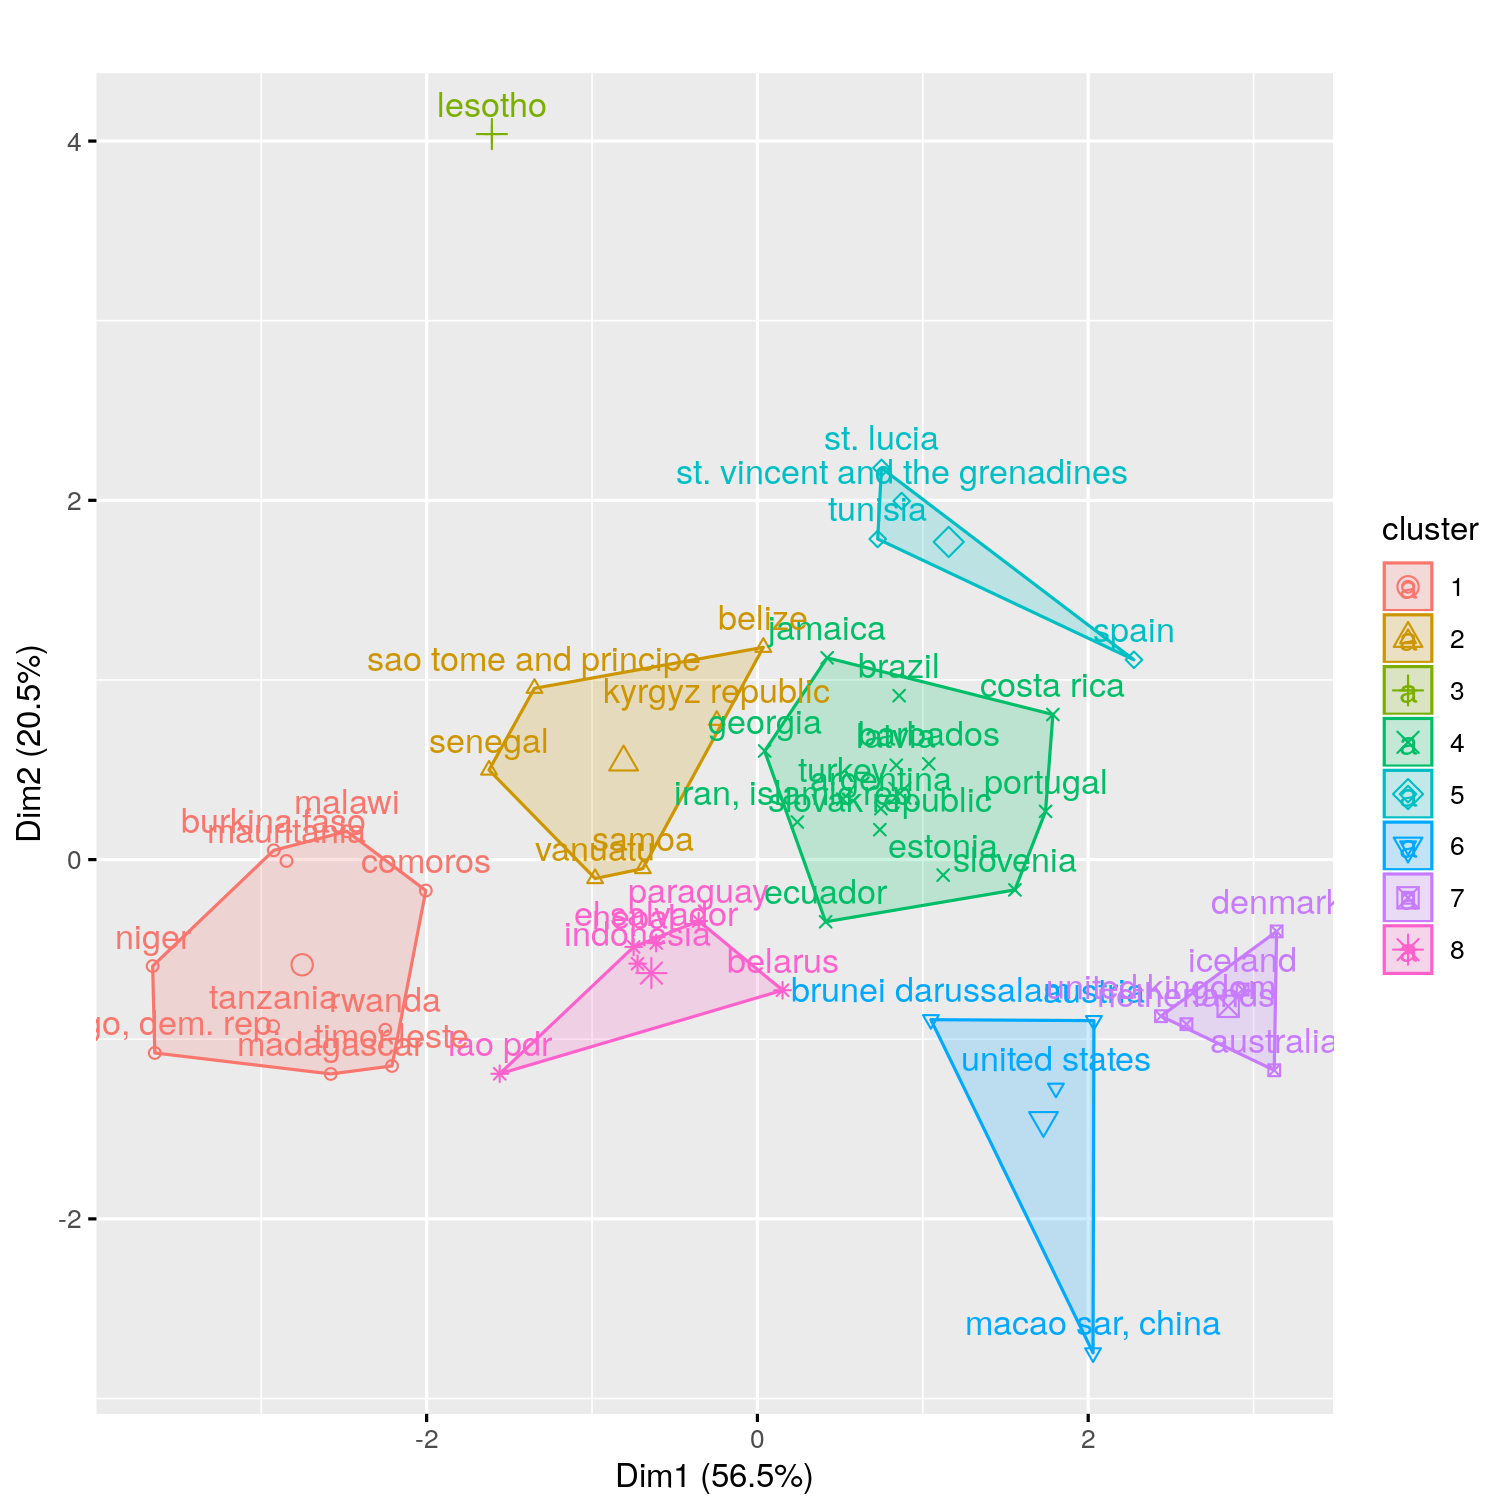 lesotho
4
st. lucia
st. vincent and the grenadines
2
tunisia
cluster
1
2
3
4
5
6
7
8
belize
jamaica
spain
sao tome and principe
brazil
kyrgyz republic
costa rica
georgia
senegal
latvia
barbados
turkey
argentina
portugal
iran, islamic rep.
slovak republic
malawi
burkina faso
mauritania
samoa
vanuatu
estonia
slovenia
0
comoros
paraguay
ecuador
el salvador
nepal
indonesia
denmark
niger
belarus
iceland
brunei darussalam
austria
united kingdom
netherlands
tanzania
rwanda
go, dem. rep.
timor-leste
madagascar
lao pdr
australia
united states
-2
macao sar, china
-2
0
2
Dim1 (56.5%)
Dim2 (20.5%)